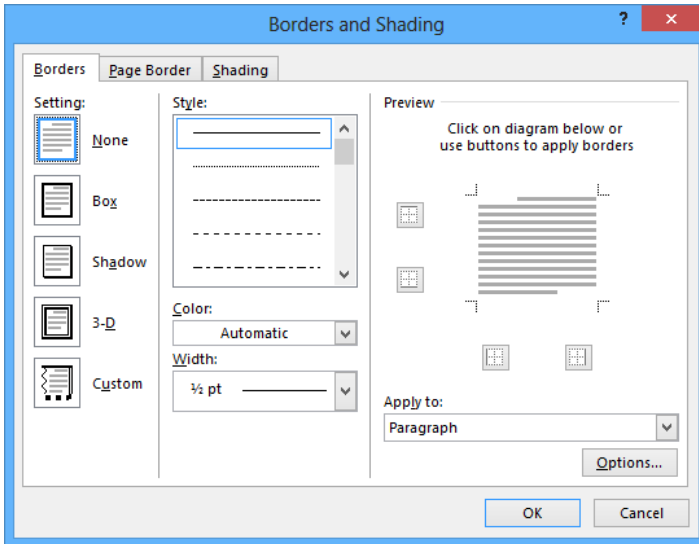 Borders and Shading
?
Borders Page Border Shading
Setting:
None
Box
Shadow
3-D
Custom
Style:
Color:
Automatic
Width:
½ pt
Preview
Click on diagram below or
use buttons to apply borders
Apply to:
Paragraph
Options...
OK Cancel